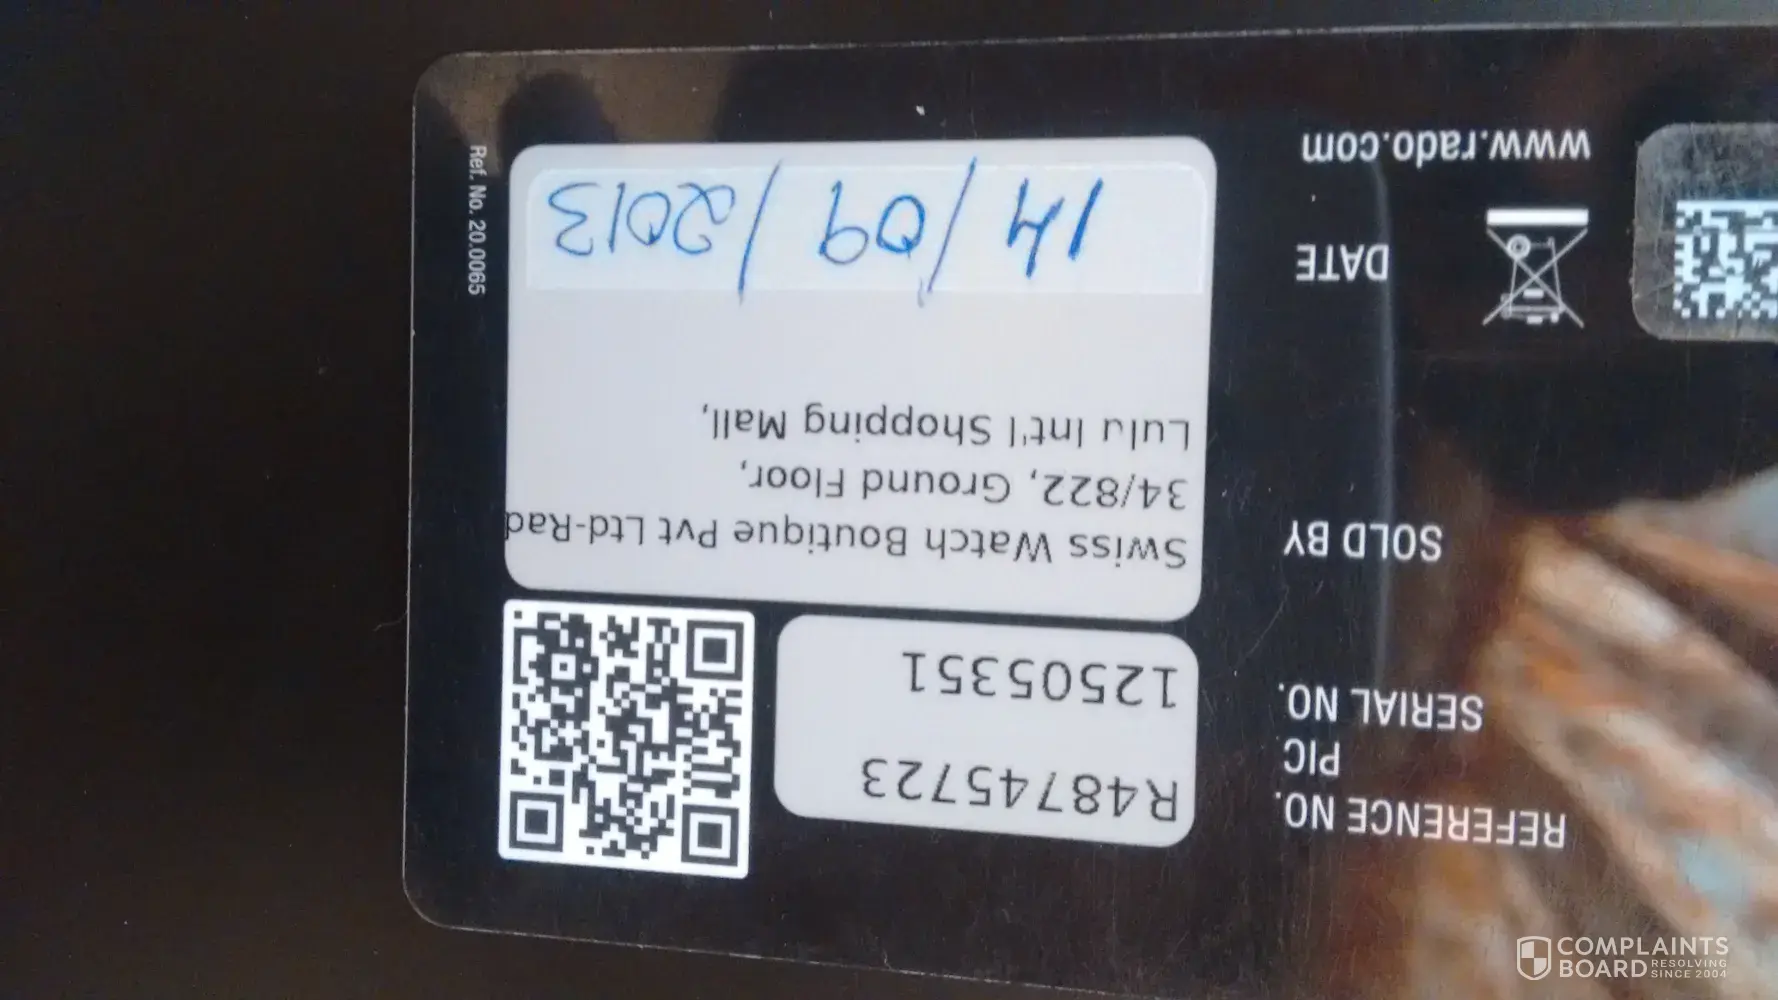 REFERENCE NO. R48745723
PIC
SERIAL NO. 12505351
SOLD BY Swiss Watch Boutique Pvt Ltd-Rad
34/822, Ground Floor,
Lulu Int'l Shopping Mall,
DATE 14/09/2013
www.rado.com
Ref. No. 20.0065
COMPLAINTS
BOARD RESOLVING
SINCE 2004